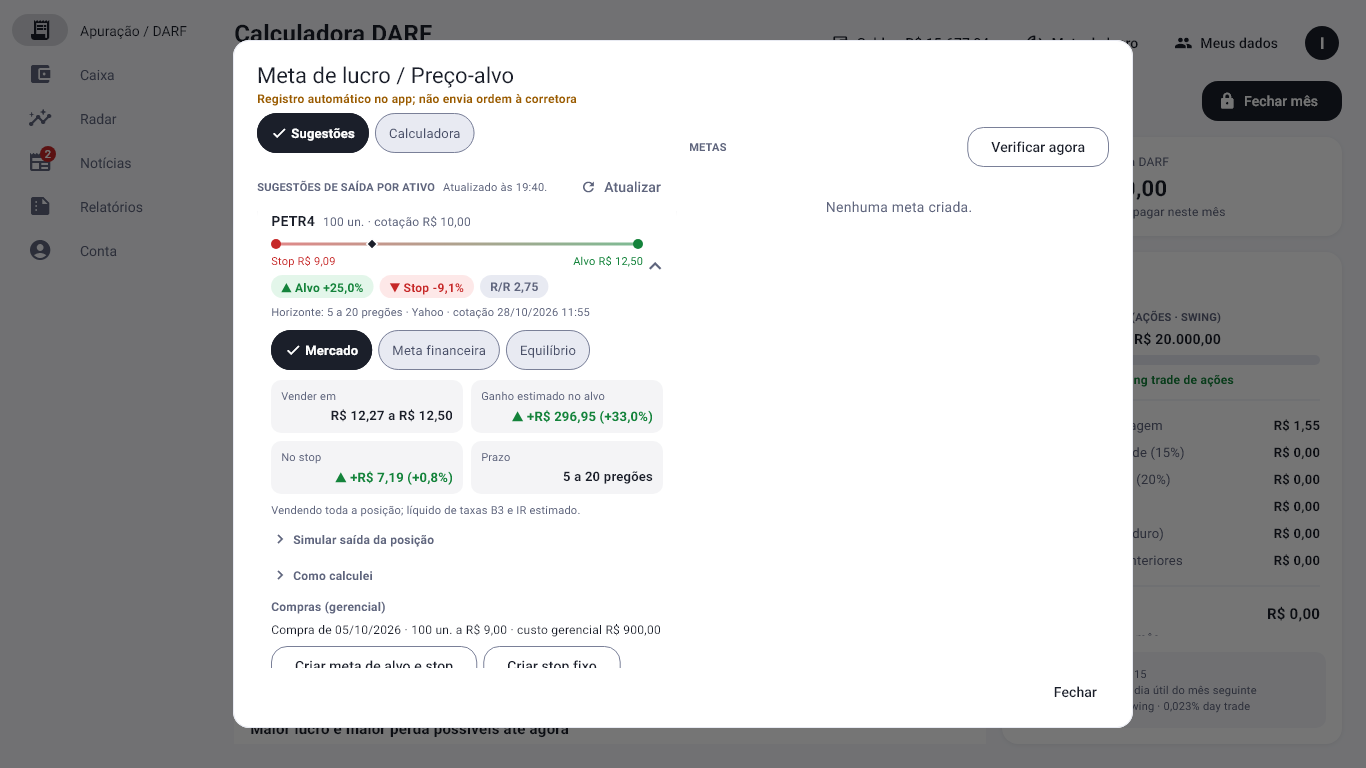 Apuração / DARF
Caixa
Radar
2
Notícias
Relatórios
Conta
Calculadora DARF
Meus dados
I
Fechar mês
Meta de lucro / Preço-alvo
Registro automático no app; não envia ordem à corretora
Sugestões
Calculadora
SUGESTÕES DE SAÍDA POR ATIVO Atualizado às 19:40.
Atualizar
PETR4 100 un. · cotação R$ 10,00
Stop R$ 9,09
Alvo R$ 12,50
▲ Alvo +25,0%
▼ Stop -9,1%
R/R 2,75
Horizonte: 5 a 20 pregões · Yahoo · cotação 28/10/2026 11:55
Mercado
Meta financeira
Equilíbrio
Vender em
R$ 12,27 a R$ 12,50
Ganho estimado no alvo
▲ +R$ 296,95 (+33,0%)
No stop
▲ +R$ 7,19 (+0,8%)
Prazo
5 a 20 pregões
Vendendo toda a posição; líquido de taxas B3 e IR estimado.
Simular saída da posição
Como calculei
Compras (gerencial)
Compra de 05/10/2026 · 100 un. a R$ 9,00 · custo gerencial R$ 900,00
Criar meta de alvo e stop
Criar stop fixo
METAS
Verificar agora
Nenhuma meta criada.
Fechar
DARF
0,00
pagar neste mês
(AÇÕES · SWING)
R$ 20.000,00
ng trade de ações
agem
R$ 1,55
de (15%)
R$ 0,00
(20%)
R$ 0,00
R$ 0,00
duro)
R$ 0,00
nteriores
R$ 0,00
R$ 0,00
15
dia útil do mês seguinte
wing · 0,023% day trade
Maior lucro e maior perda possíveis até agora